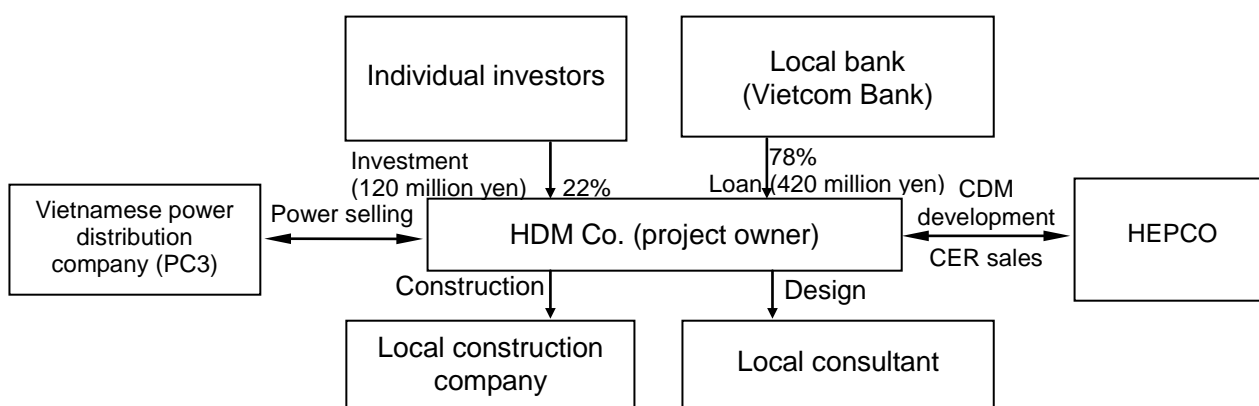 Individual investors
Local bank
(Vietcom Bank)
Investment
(120 million yen)
22%
78%
Loan (420 million yen)
Vietnamese power
distribution
company (PC3)
Power selling
HDM Co. (project owner)
CDM
development
CER sales
HEPCO
Construction
Design
Local construction
company
Local consultant